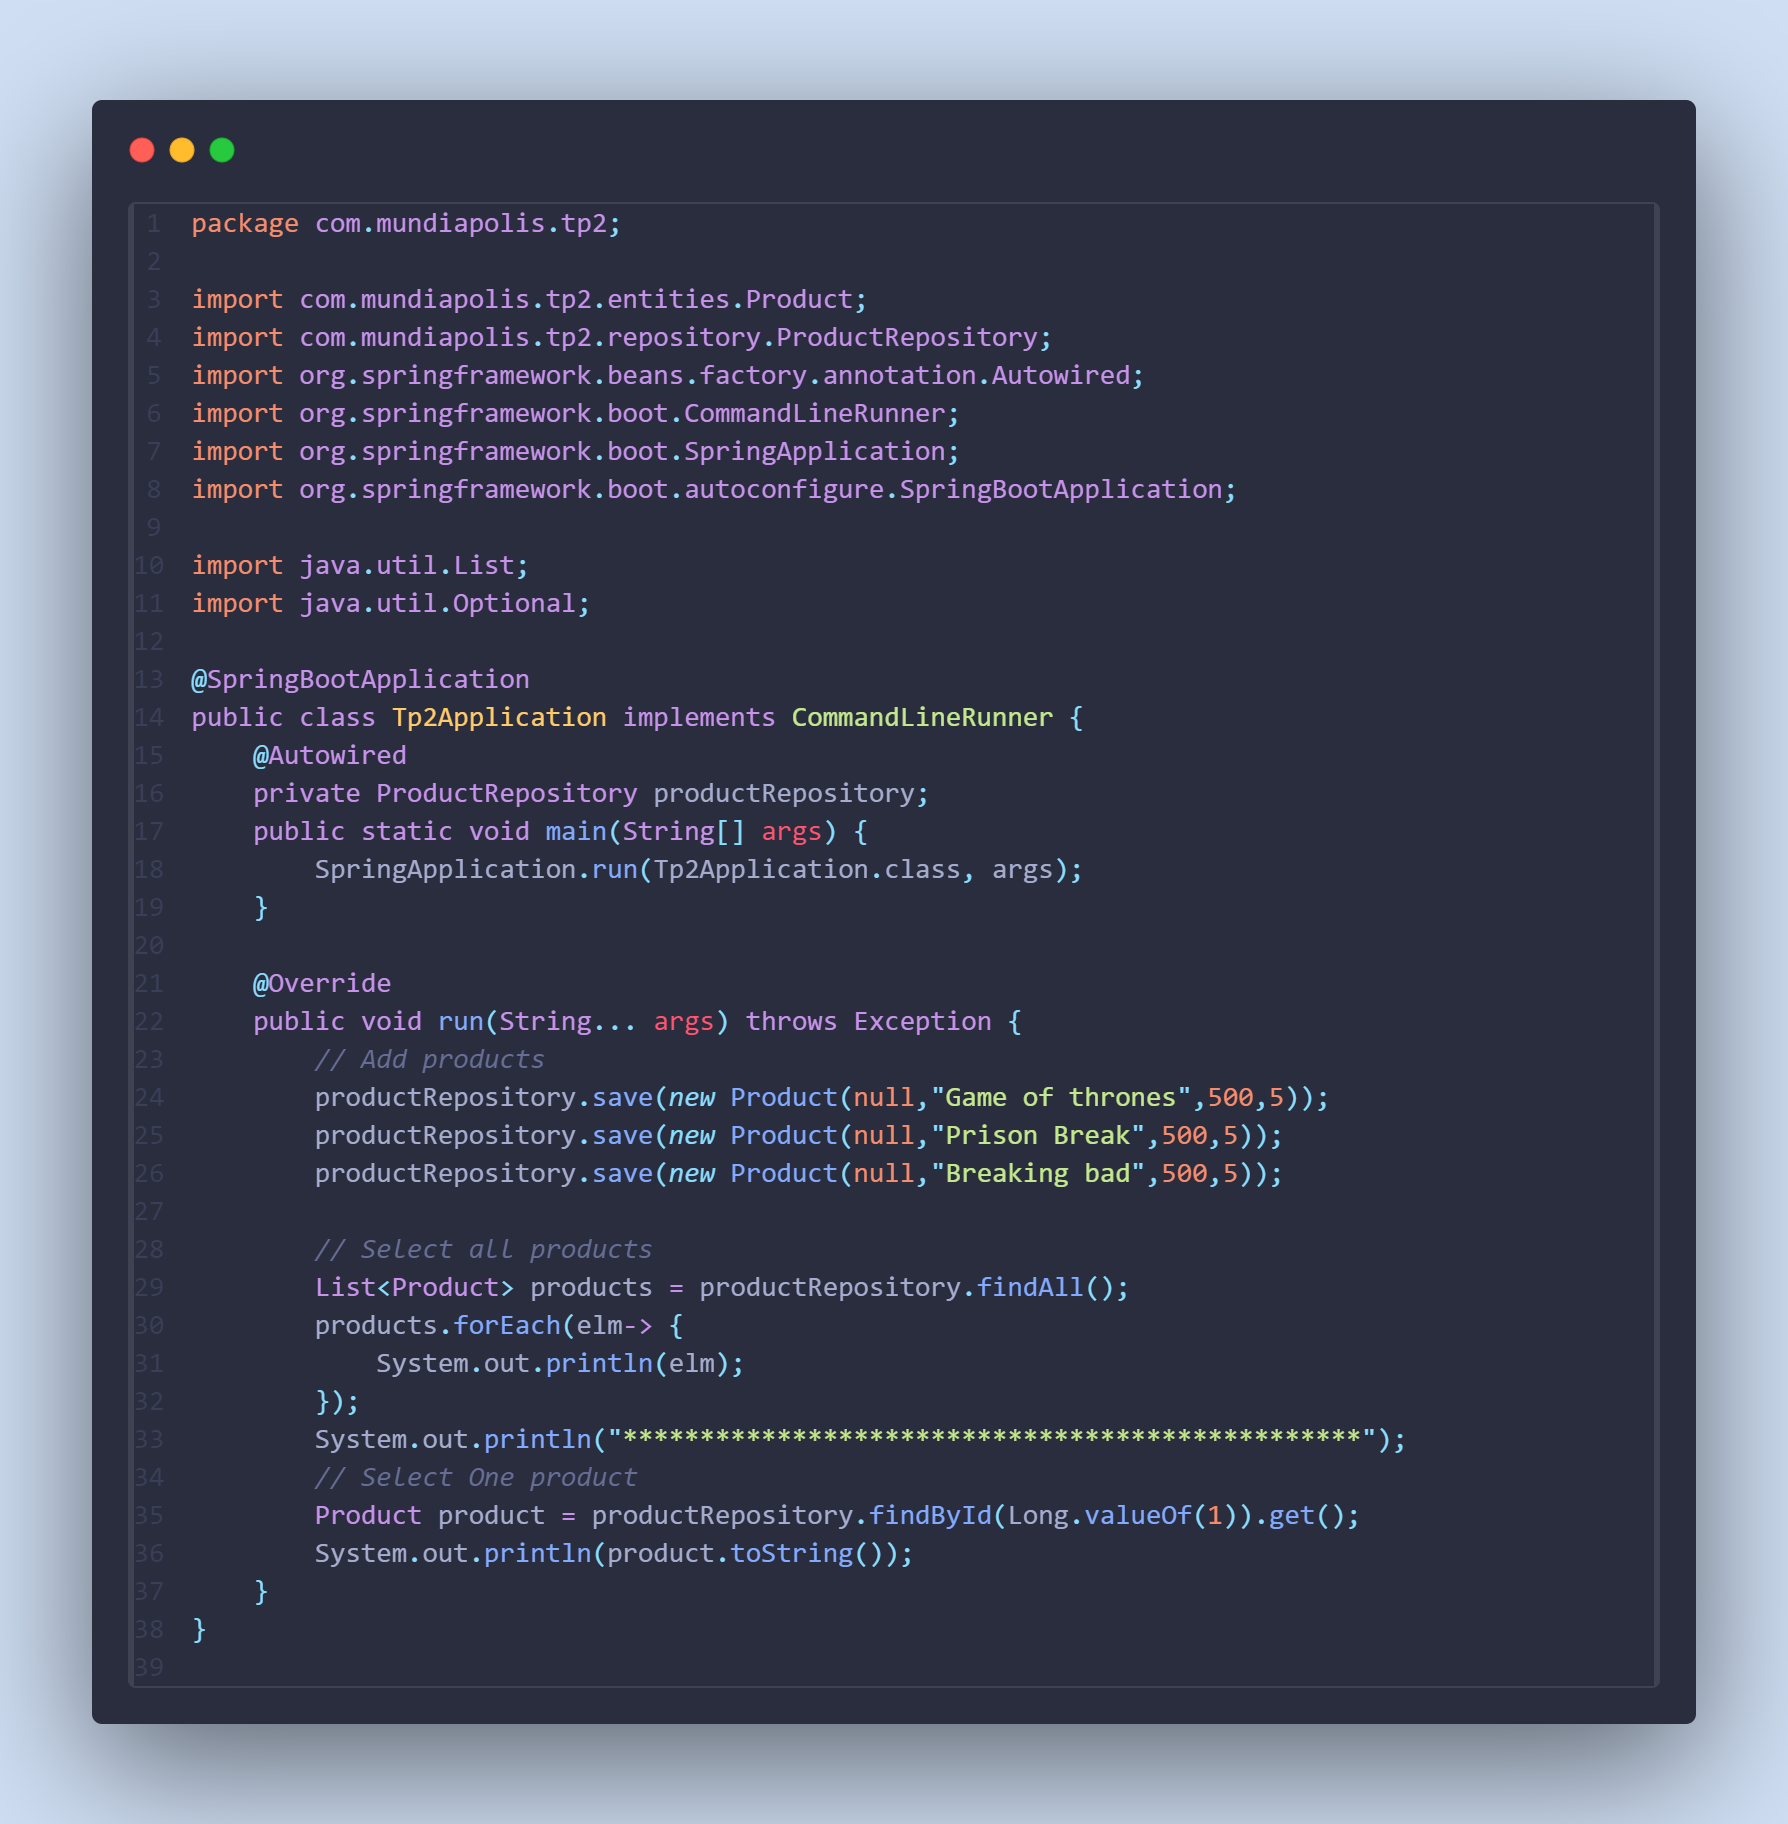 1 package com.mundiapolis.tp2;
2
3 import com.mundiapolis.tp2.entities.Product;
4 import com.mundiapolis.tp2.repository.ProductRepository;
5 import org.springframework.beans.factory.annotation.Autowired;
6 import org.springframework.boot.CommandLineRunner;
7 import org.springframework.boot.SpringApplication;
8 import org.springframework.boot.autoconfigure.SpringBootApplication;
9
10 import java.util.List;
11 import java.util.Optional;
12
13 @SpringBootApplication
14 public class Tp2Application implements CommandLineRunner {
15     @Autowired
16     private ProductRepository productRepository;
17     public static void main(String[] args) {
18         SpringApplication.run(Tp2Application.class, args);
19     }
20
21     @Override
22     public void run(String... args) throws Exception {
23         // Add products
24         productRepository.save(new Product(null,"Game of thrones",500,5));
25         productRepository.save(new Product(null,"Prison Break",500,5));
26         productRepository.save(new Product(null,"Breaking bad",500,5));
27
28         // Select all products
29         List<Product> products = productRepository.findAll();
30         products.forEach(elm-> {
31             System.out.println(elm);
32         });
33         System.out.println("************************************************");
34         // Select One product
35         Product product = productRepository.findById(Long.valueOf(1)).get();
36         System.out.println(product.toString());
37     }
38 }
39